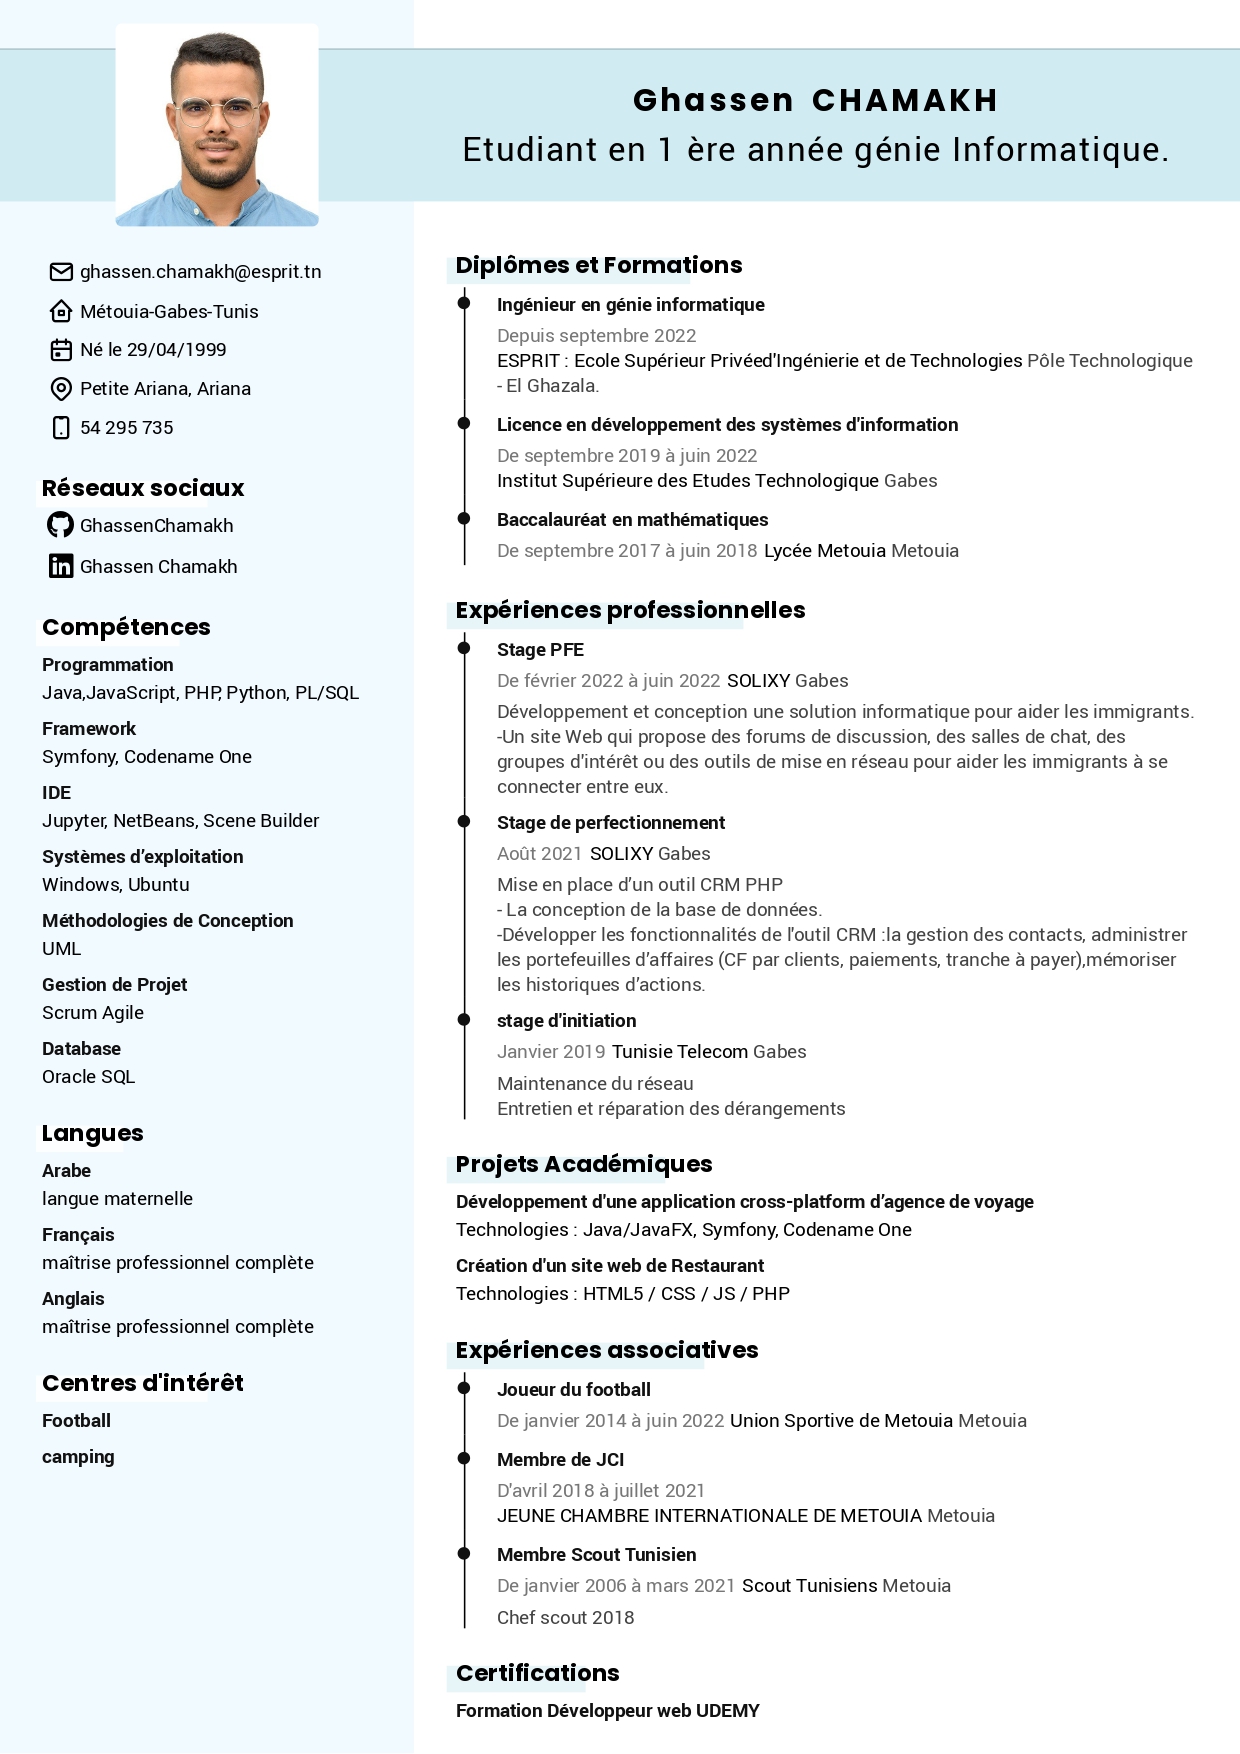 Ghassen CHAMAKH
Etudiant en 1 ère année génie Informatique.
ghassen.chamakh@esprit.tn
Métouia-Gabes-Tunis
Né le 29/04/1999
Petite Ariana, Ariana
54 295 735
Réseaux sociaux
GhassenChamakh
Ghassen Chamakh
Compétences
Programmation
Java,JavaScript, PHP, Python, PL/SQL
Framework
Symfony, Codename One
IDE
Jupyter, NetBeans, Scene Builder
Systèmes d’exploitation
Windows, Ubuntu
Méthodologies de Conception
UML
Gestion de Projet
Scrum Agile
Database
Oracle SQL
Langues
Arabe
langue maternelle
Français
maîtrise professionnel complète
Anglais
maîtrise professionnel complète
Centres d'intérêt
Football
camping
Diplômes et Formations
Ingénieur en génie informatique
Depuis septembre 2022
ESPRIT : Ecole Supérieur Privéed'Ingénierie et de Technologies Pôle Technologique
- El Ghazala.
Licence en développement des systèmes d'information
De septembre 2019 à juin 2022
Institut Supérieure des Etudes Technologique Gabes
Baccalauréat en mathématiques
De septembre 2017 à juin 2018 Lycée Metouia Metouia
Expériences professionnelles
Stage PFE
De février 2022 à juin 2022 SOLIXY Gabes
Développement et conception une solution informatique pour aider les immigrants.
-Un site Web qui propose des forums de discussion, des salles de chat, des
groupes d'intérêt ou des outils de mise en réseau pour aider les immigrants à se
connecter entre eux.
Stage de perfectionnement
Août 2021 SOLIXY Gabes
Mise en place d’un outil CRM PHP
- La conception de la base de données.
-Développer les fonctionnalités de l'outil CRM :la gestion des contacts, administrer
les portefeuilles d’affaires (CF par clients, paiements, tranche à payer),mémoriser
les historiques d’actions.
stage d'initiation
Janvier 2019 Tunisie Telecom Gabes
Maintenance du réseau
Entretien et réparation des dérangements
Projets Académiques
Développement d'une application cross-platform d’agence de voyage
Technologies : Java/JavaFX, Symfony, Codename One
Création d'un site web de Restaurant
Technologies : HTML5 / CSS / JS / PHP
Expériences associatives
Joueur du football
De janvier 2014 à juin 2022 Union Sportive de Metouia Metouia
Membre de JCI
D'avril 2018 à juillet 2021
JEUNE CHAMBRE INTERNATIONALE DE METOUIA Metouia
Membre Scout Tunisien
De janvier 2006 à mars 2021 Scout Tunisiens Metouia
Chef scout 2018
Certifications
Formation Développeur web UDEMY